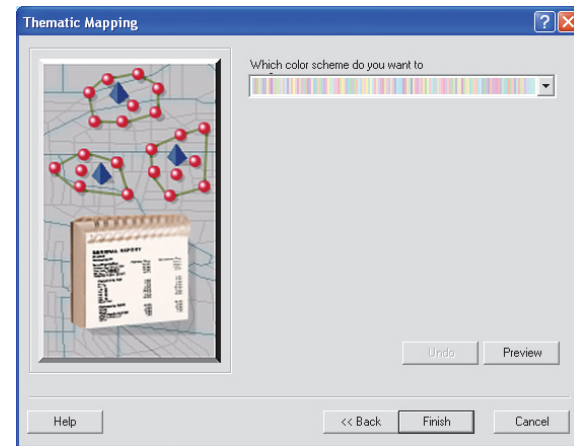 Thematic Mapping
Which color scheme do you want to
Undo
Preview
Help
<< Back
Finish
Cancel